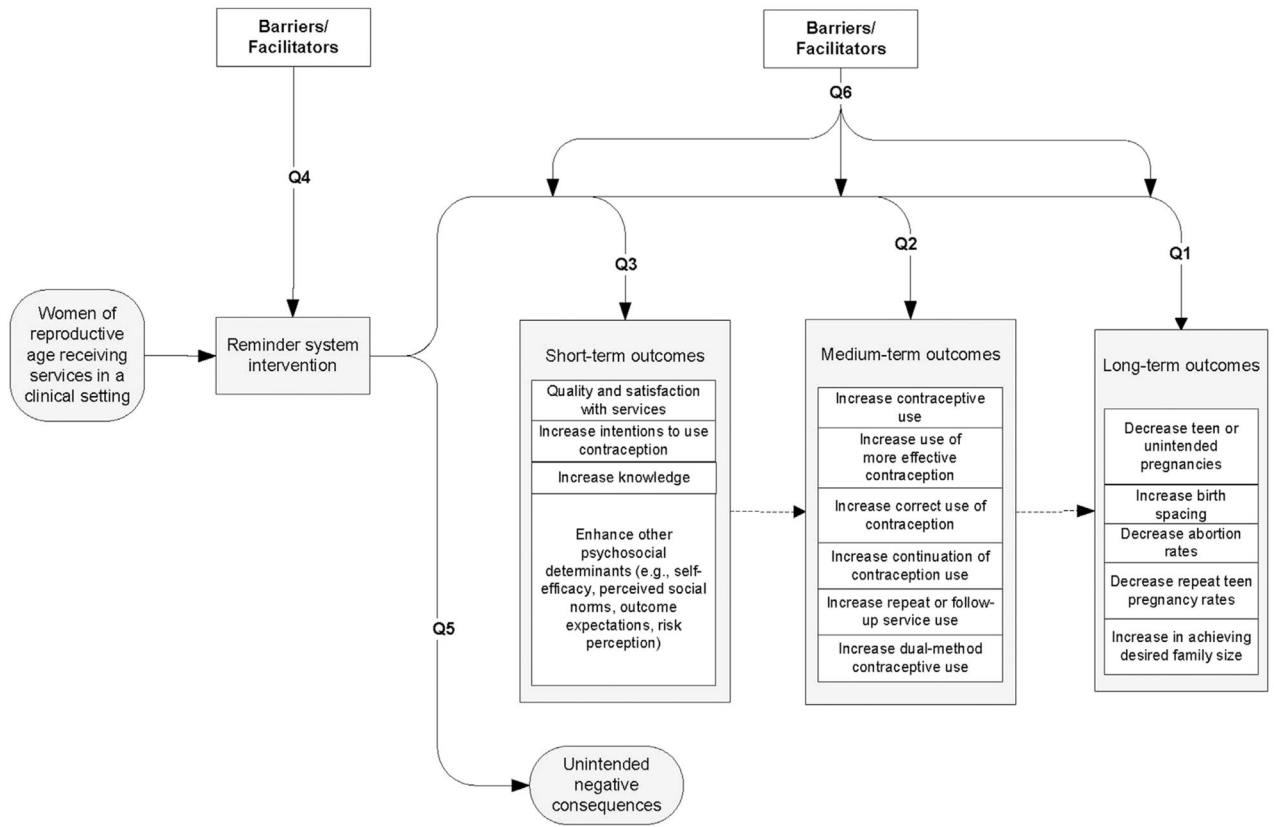 Barriers/
Facilitators
Barriers/
Facilitators
Q6
Q4
Q2
Q1
Q3
Women of
reproductive
age receiving
services in a
clinical setting
Reminder system
intervention
Short-term outcomes
Quality and satisfaction
with services
Increase intentions to use
contraception
Increase knowledge
Enhance other
psychosocial
determinants (e.g., self-
efficacy, perceived social
norms, outcome
expectations, risk
perception)
Medium-term outcomes
Increase contraceptive
use
Increase use of
more effective
contraception
Increase correct use of
contraception
Increase continuation of
contraception use
Increase repeat or follow-
up service use
Increase dual-method
contraceptive use
Long-term outcomes
Decrease teen or
unintended
pregnancies
Increase birth
spacing
Decrease abortion
rates
Decrease repeat teen
pregnancy rates
Increase in achieving
desired family size
Q5
Unintended
negative
consequences